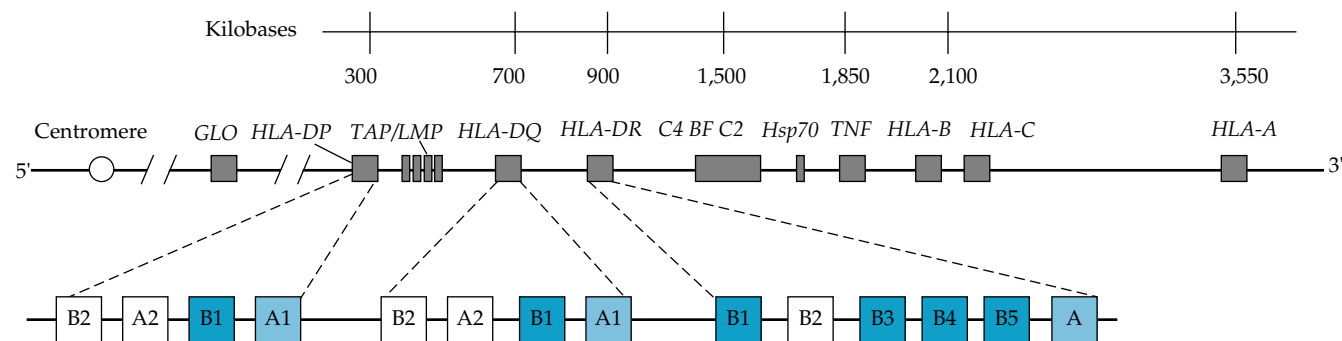 Kilobases
300 700 900 1,500 1,850 2,100 3,550
Centromere GLO HLA-DP TAP/LMP HLA-DQ HLA-DR C4 BF C2 Hsp70 TNF HLA-B HLA-C HLA-A
5' 3'
B2 A2 B1 A1 B2 A2 B1 A1 B1 B2 B3 B4 B5 A